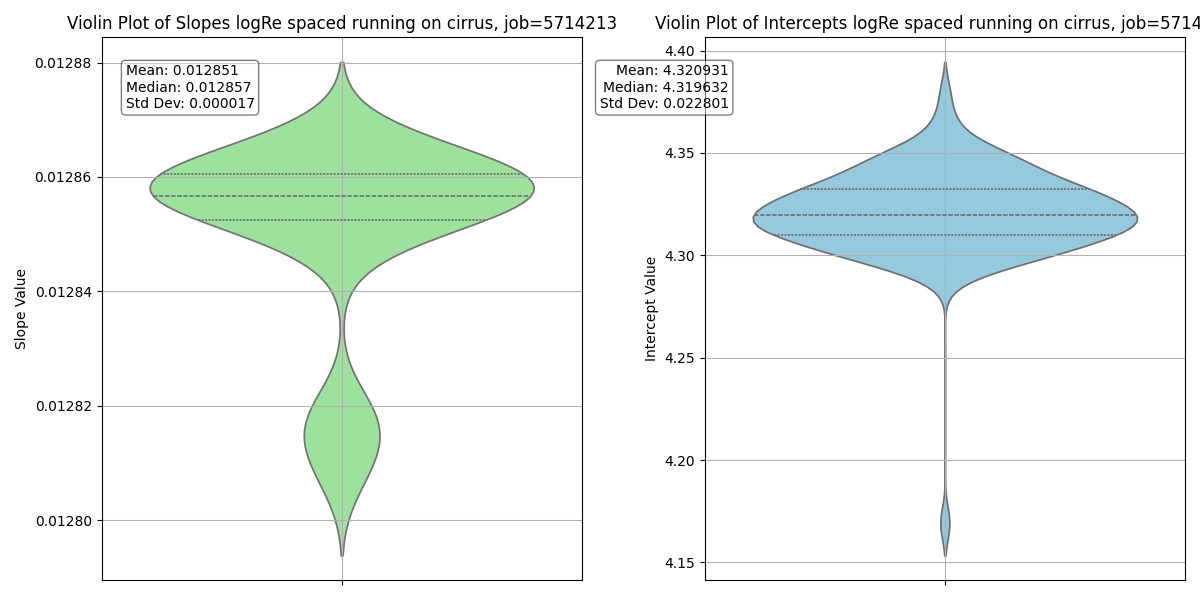 Violin Plot of Slopes logRe spaced running on cirrus, job=5714213
0.01288
0.01286
0.01284
0.01282
0.01280
Slope Value
Mean: 0.012851
Median: 0.012857
Std Dev: 0.000017
Violin Plot of Intercepts logRe spaced running on cirrus, job=5714
4.40
4.35
4.30
4.25
4.20
4.15
Intercept Value
Mean: 4.320931
Median: 4.319632
Std Dev: 0.022801